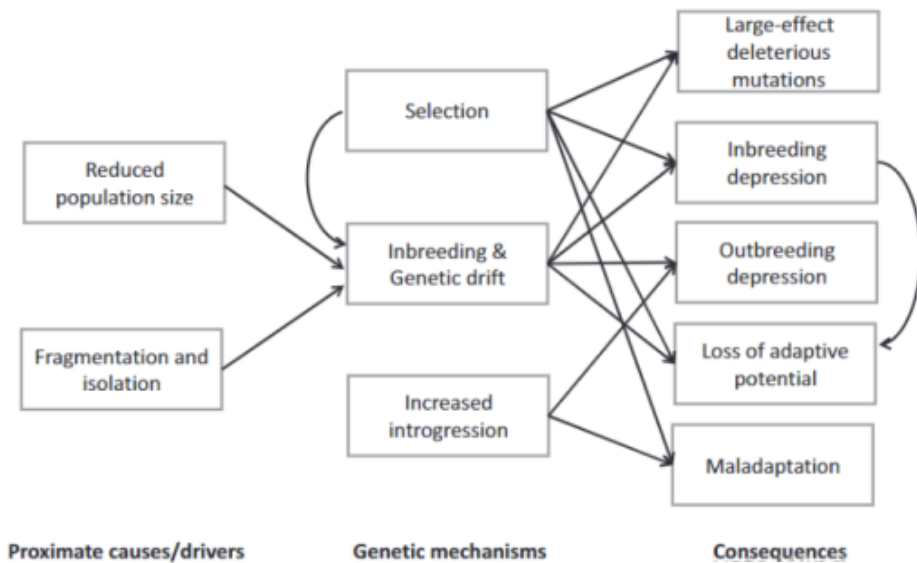 Large-effect
deleterious
mutations
Selection
Reduced
population size
Inbreeding
depression
Inbreeding &
Genetic drift
Outbreeding
depression
Fragmentation and
isolation
Loss of adaptive
potential
Increased
introgression
Maladaptation
Proximate causes/drivers
Genetic mechanisms
Consequences